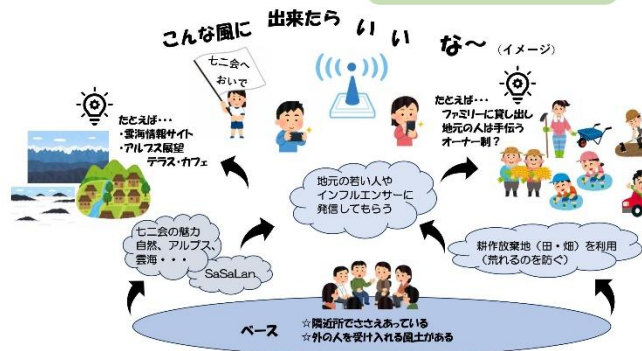 こんな風に 出来たら いいな～（イメージ）
七二会へ
おいで
たとえば・・・
・雲海情報サイト
・アルプス展望
テラス・カフェ
たとえば・・・
ファミリーに貸し出し
地元の人は手伝う
オーナー制？
地元の若い人や
インフルエンサーに
発信してもらう
七二会の魅力
自然、アルプス、
雲海・・・
SaSaLan
耕作放棄地（田・畑）を利用
（荒れるのを防ぐ）
ベース
☆隣近所でささえあっている
☆外の人を受け入れる風土がある